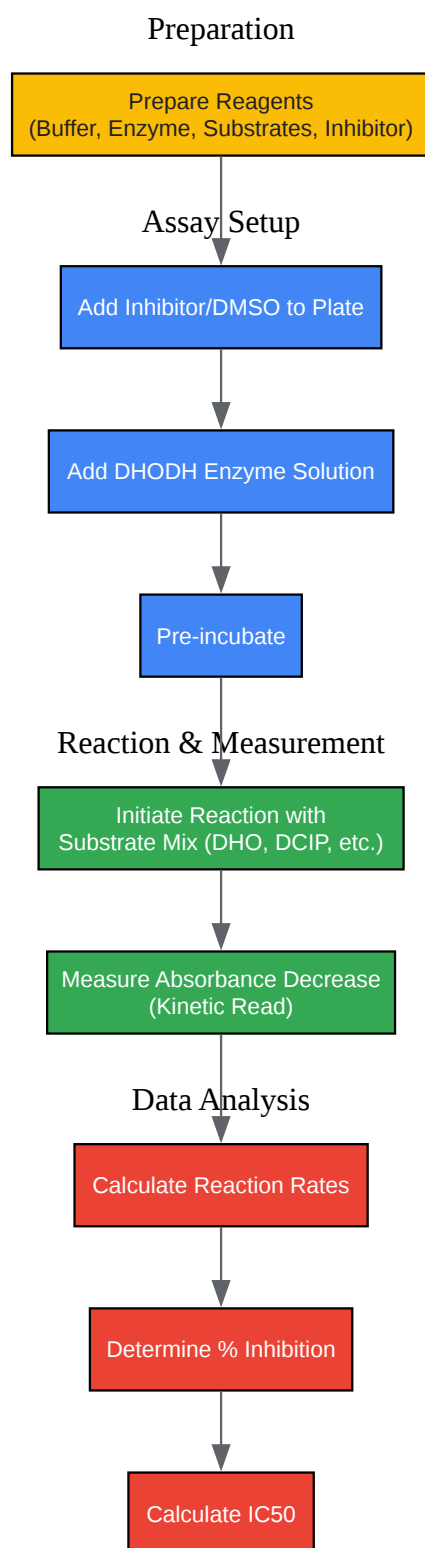 Preparation
Prepare Reagents
(Buffer, Enzyme, Substrates, Inhibitor)
Assay Setup
Add Inhibitor/DMSO to Plate
Add DHODH Enzyme Solution
Pre-incubate
Reaction & Measurement
Initiate Reaction with
Substrate Mix (DHO, DCIP, etc.)
Measure Absorbance Decrease
(Kinetic Read)
Data Analysis
Calculate Reaction Rates
Determine % Inhibition
Calculate IC50